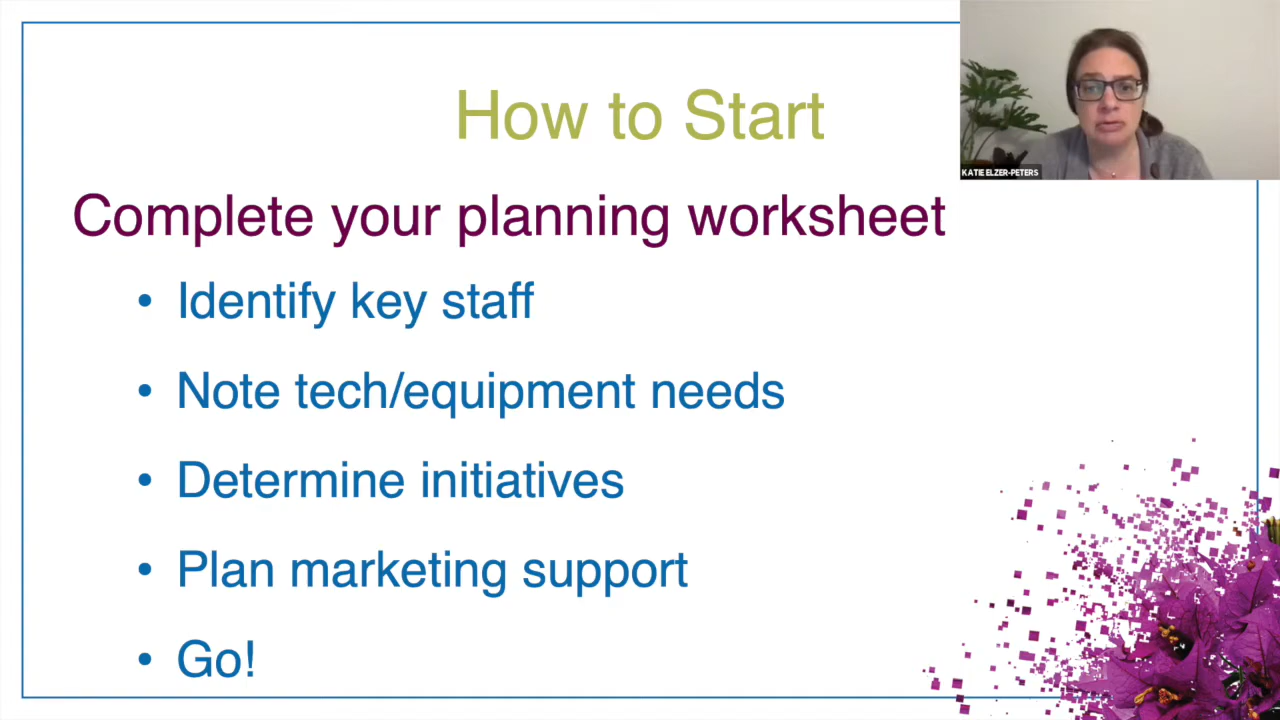 How to Start
KATIE ELZER-PETERS
Complete your planning worksheet
• Identify key staff
• Note tech/equipment needs
• Determine initiatives
• Plan marketing support
• Go!